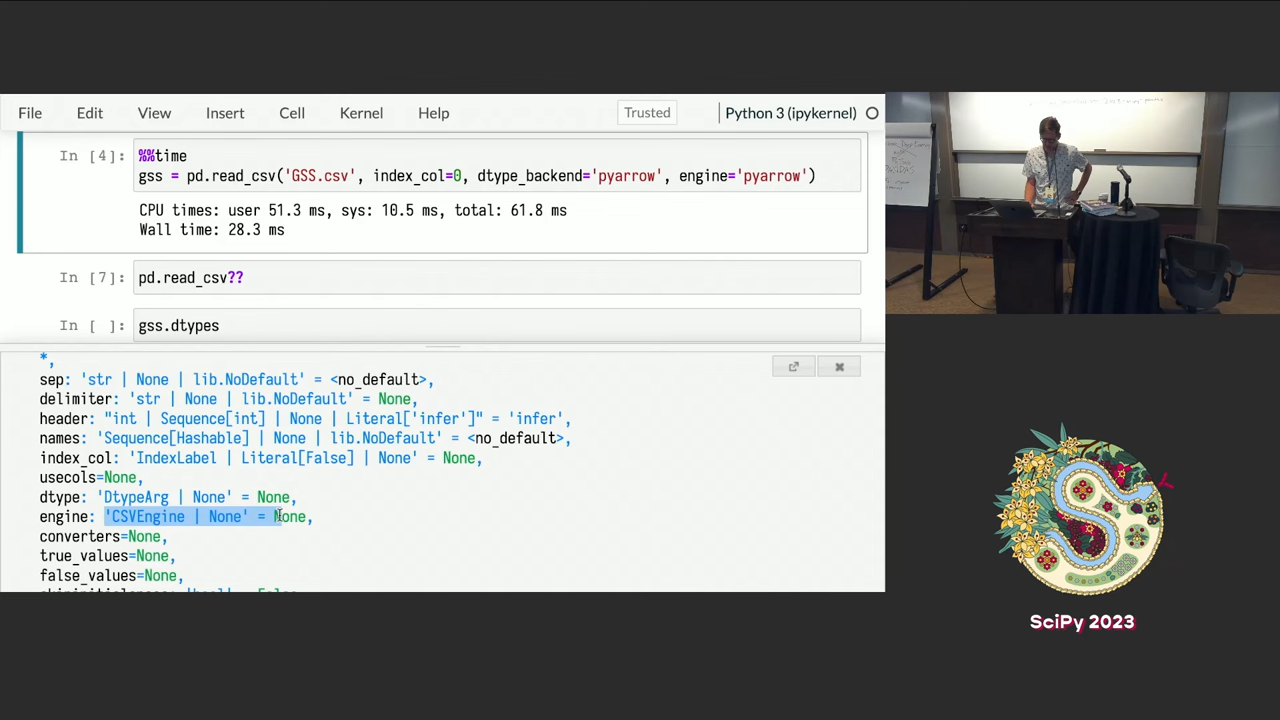 File Edit View Insert Cell Kernel Help Trusted Python 3 (ipykernel)
In [4]: %%time
gss = pd.read_csv('GSS.csv', index_col=0, dtype_backend='pyarrow', engine='pyarrow')
CPU times: user 51.3 ms, sys: 10.5 ms, total: 61.8 ms
Wall time: 28.3 ms
In [7]: pd.read_csv??
In [ ]: gss.dtypes
*,
sep: 'str | None | lib.NoDefault' = <no_default>,
delimiter: 'str | None | lib.NoDefault' = None,
header: "int | Sequence[int] | None | Literal['infer']" = 'infer',
names: 'Sequence[Hashable] | None | lib.NoDefault' = <no_default>,
index_col: 'IndexLabel | Literal[False] | None' = None,
usecols=None,
dtype: 'DtypeArg | None' = None,
engine: 'CSVEngine | None' = None,
converters=None,
true_values=None,
false_values=None,
SciPy 2023